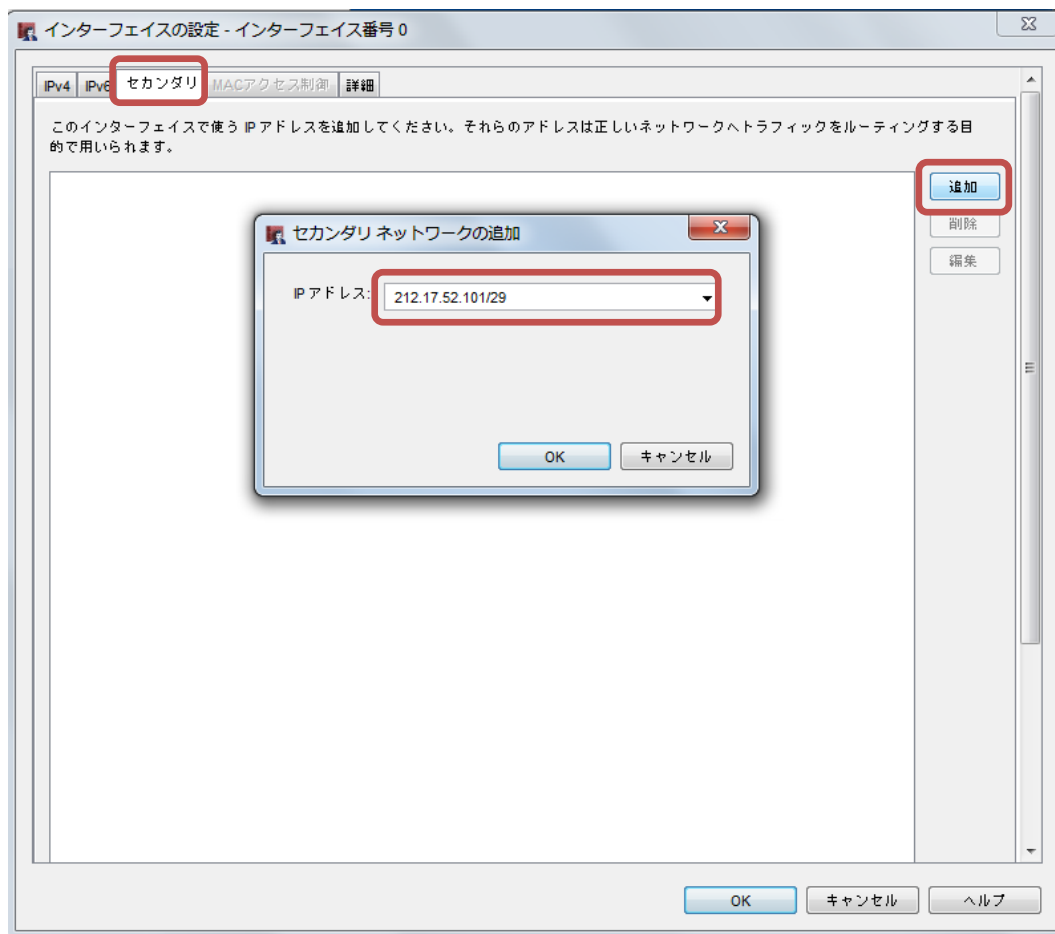 インターフェイスの設定 - インターフェイス番号 0
IPv4 IPv6 セカンダリ MACアクセス制御 詳細
このインターフェイスで使う IP アドレスを追加してください。それらのアドレスは正しいネットワークへトラフィックをルーティングする目
的で用いられます。
追加
削除
編集
セカンダリ ネットワークの追加
IP アドレス: 212.17.52.101/29
OK キャンセル
OK キャンセル ヘルプ